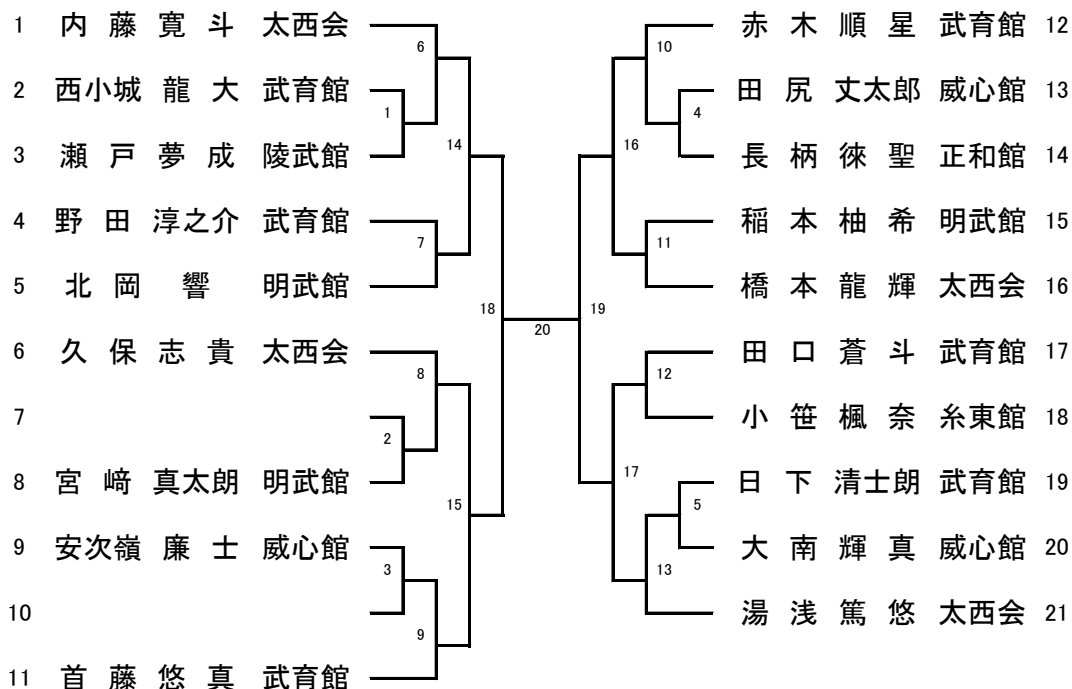 1 内 藤 寛 斗 太西会
2 西小城 龍 大 武育館
3 瀬 戸 夢 成 陵武館
4 野 田 淳之介 武育館
5 北 岡 響 明武館
6 久 保 志 貴 太西会
7
8 宮 﨑 真太朗 明武館
9 安次嶺 廉 士 威心館
10
11 首 藤 悠 真 武育館
6
1
14
7
18
8
2
15
3
9
20
19
10
4
16
11
12
17
5
13
赤 木 順 星 武育館 12
田 尻 丈太郎 威心館 13
長 柄 徠 聖 正和館 14
稲 本 柚 希 明武館 15
橋 本 龍 輝 太西会 16
田 口 蒼 斗 武育館 17
小 笹 楓 奈 糸東館 18
日 下 清士朗 武育館 19
大 南 輝 真 威心館 20
湯 浅 篤 悠 太西会 21